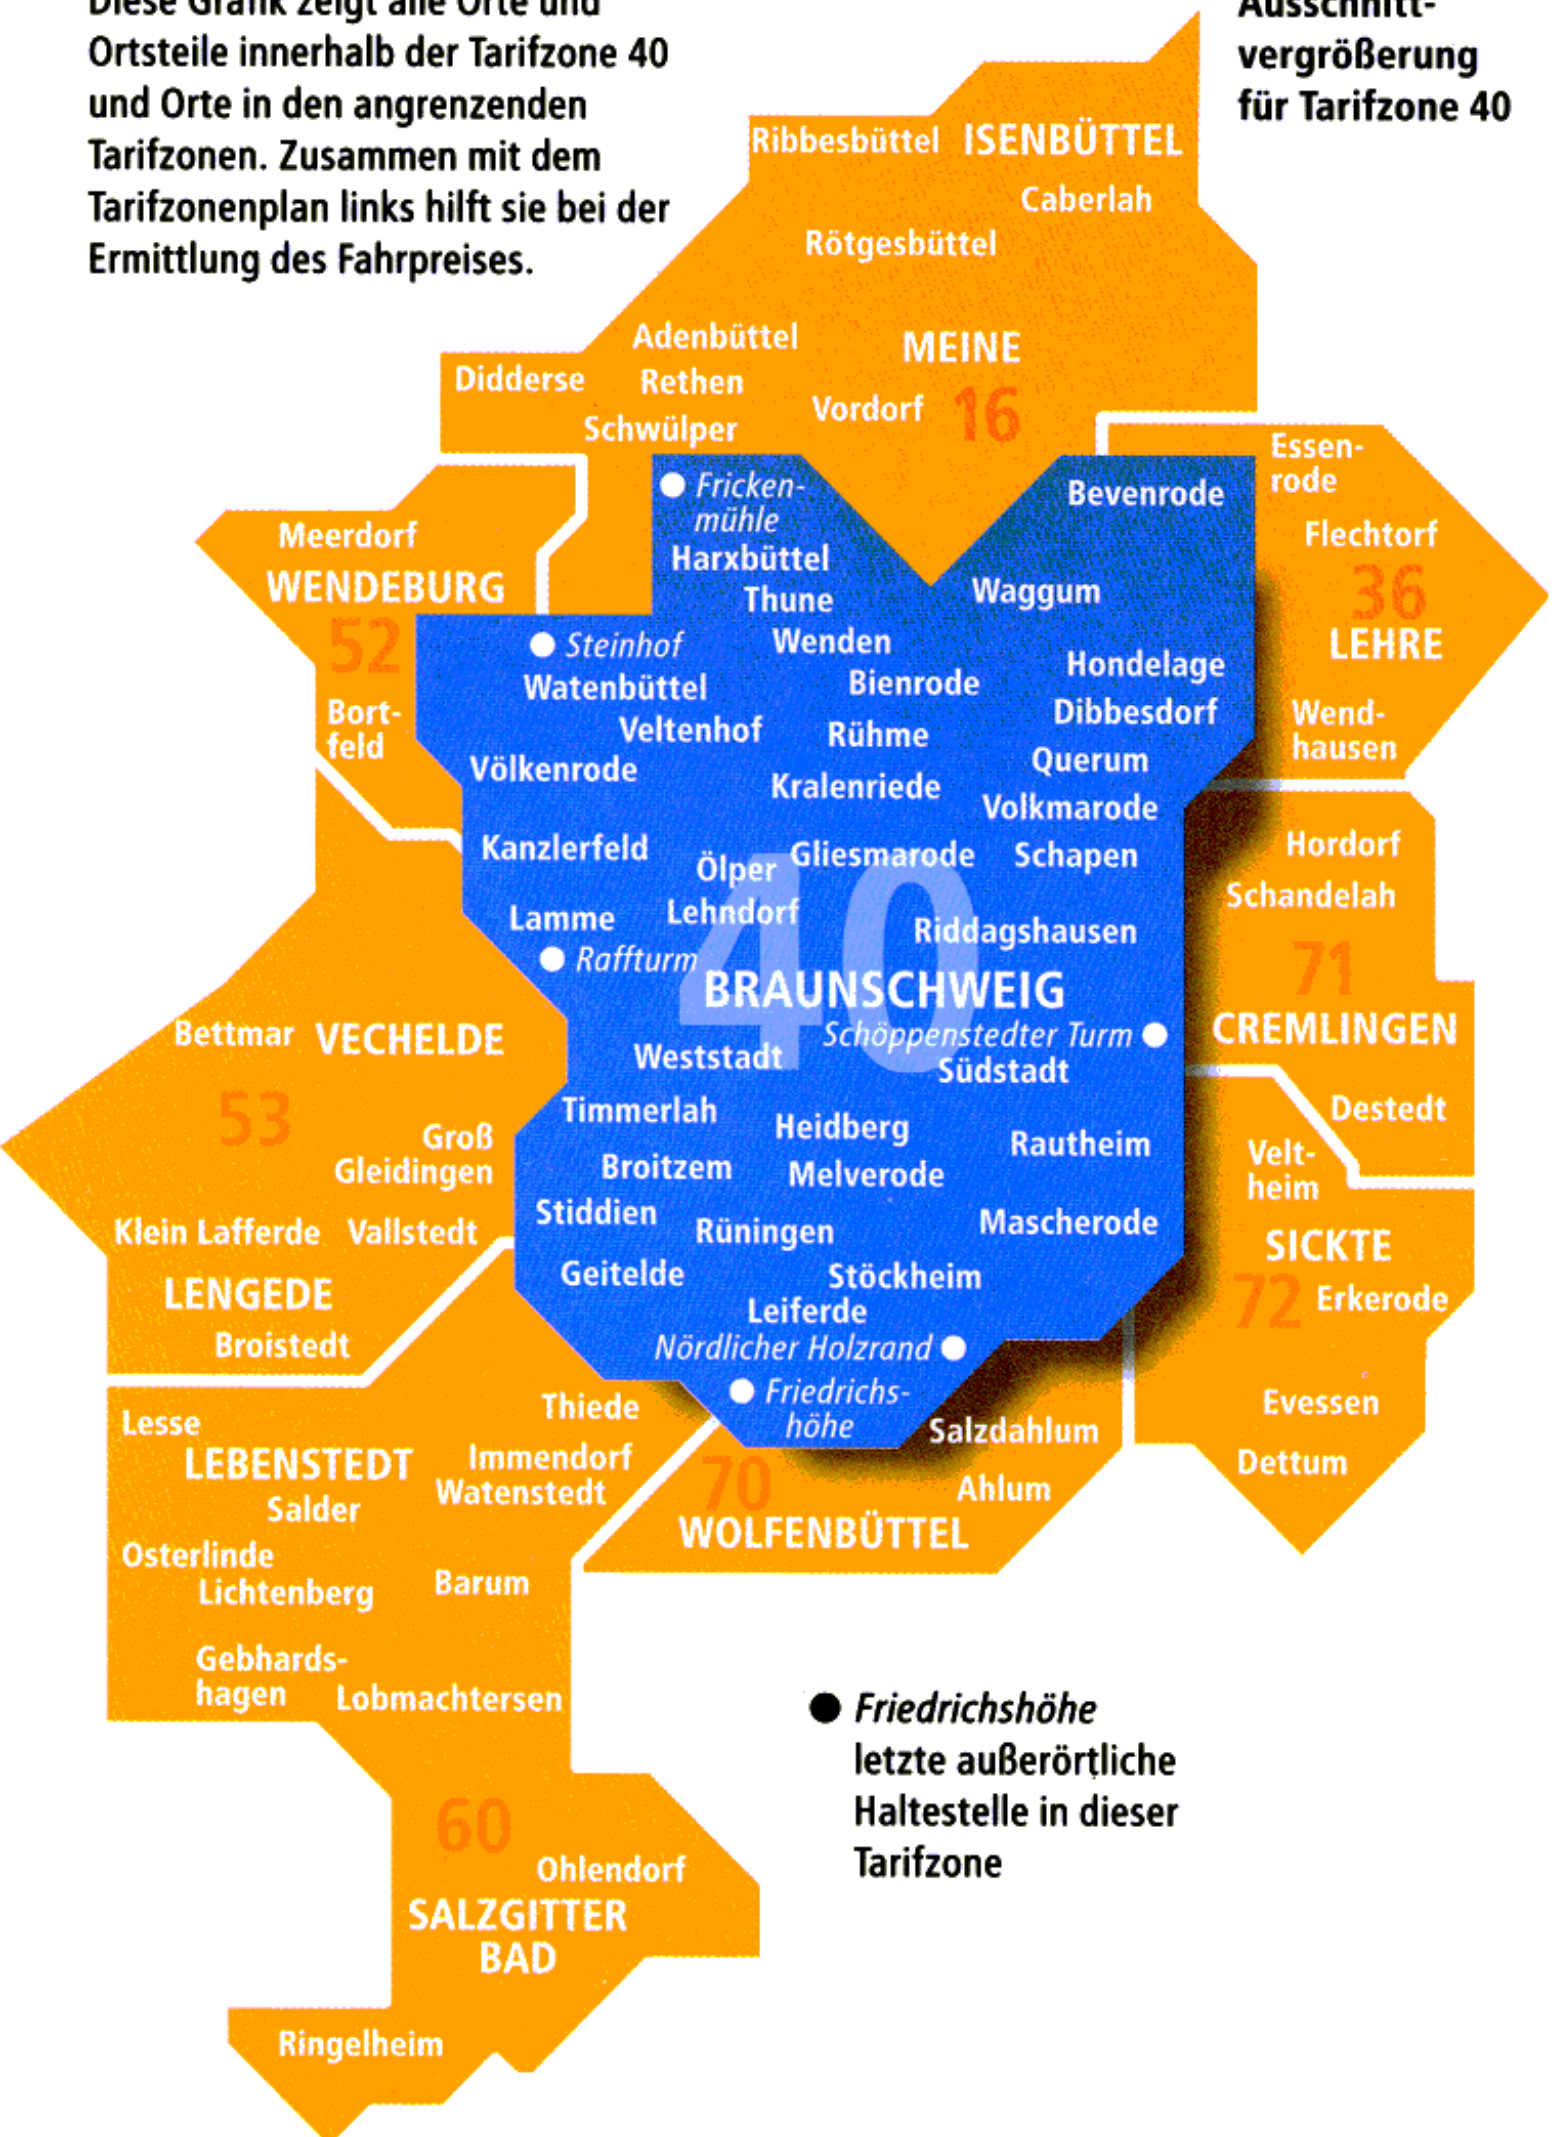 Diese Grafik zeigt alle Orte und
Ortsteile innerhalb der Tarifzone 40
und Orte in den angrenzenden
Tarifzonen. Zusammen mit dem
Tarifzonenplan links hilft sie bei der
Ermittlung des Fahrpreises.
Ausschnitt-
vergrößerung
für Tarifzone 40
Ribbesbüttel ISENBÜTTEL
Caberlah
Rötgesbüttel
Adenbüttel
MEINE
Didderse
Rethen
Vordorf
16
Schwülper
Essen-
rode
Flechtorf
36
LEHRE
Wend-
hausen
Meerdorf
WENDEBURG
52
Bort-
feld
Fricken-
mühle
Bevenrode
Harxbüttel
Thune
Waggum
Steinhof
Wenden
Watenbüttel
Bienrode
Hondelage
Veltenhof
Rühme
Dibbesdorf
Völkenrode
Querum
Kralenriede
Volkmarode
Kanzlerfeld
Ölper
Gliesmarode
Schapen
Lamme
Lehndorf
40
Riddagshausen
Raffturm
BRAUNSCHWEIG
Schöppenstedter Turm
Weststadt
Südstadt
Timmerlah
Heidberg
Rautheim
Broitzem
Melverode
Stiddien
Rüningen
Mascherode
Geitelde
Stöckheim
Leiferde
Nördlicher Holzrand
Friedrichs-
höhe
Hordorf
Schandelah
71
CREMLINGEN
Destedt
Velt-
heim
SICKTE
72
Erkerode
Evessen
Dettum
Bettmar VECHELDE
53
Groß
Gleidingen
Klein Lafferde Vallstedt
LENGEDE
Broistedt
Thiede
Lesse
Immendorf
LEBENSTEDT
Watenstedt
Salder
Osterlinde
Lichtenberg
Barum
Gebhards-
hagen
Lobmachtersen
60
Ohlendorf
SALZGITTER
BAD
Ringelheim
Salzdahlum
70
Ahlum
WOLFENBÜTTEL
Friedrichshöhe
letzte außerörtliche
Haltestelle in dieser
Tarifzone